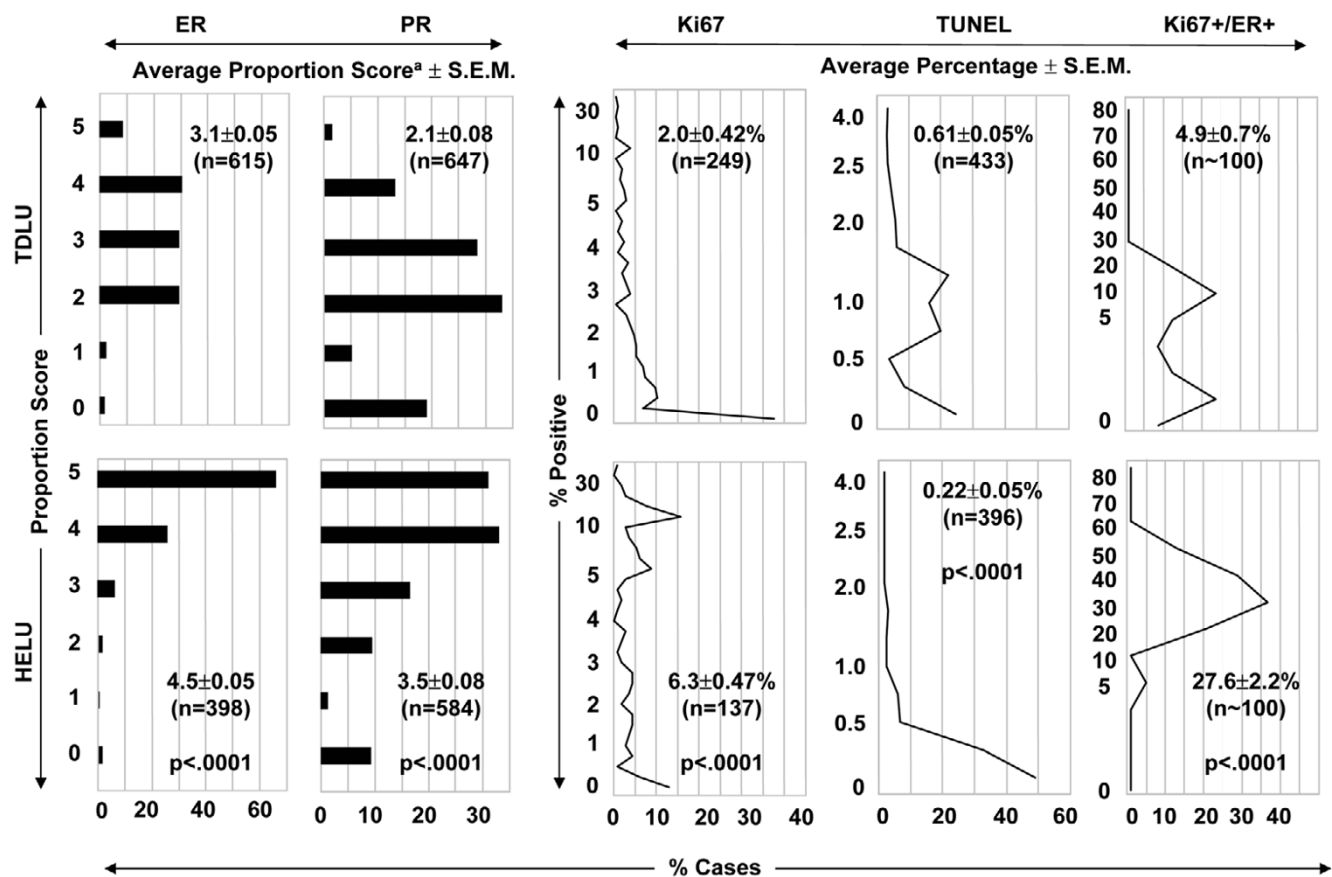 ER PR Ki67 TUNEL Ki67+/ER+
Average Proportion Scoreª ± S.E.M. Average Percentage ± S.E.M.
TDLU
HELU
Proportion Score
% Positive
5
4
3
2
1
0
3.1±0.05
(n=615)
2.1±0.08
(n=647)
30
10
5
4
3
2
1
0
2.0±0.42%
(n=249)
4.0
2.5
2.0
1.0
0.5
0
0.61±0.05%
(n=433)
80
70
60
50
40
30
20
10
5
0
4.9±0.7%
(n~100)
5
4
3
2
1
0
4.5±0.05
(n=398)
p<.0001
0 20 40 60
3.5±0.08
(n=584)
p<.0001
0 20 40 60
30
10
5
4
3
2
1
0
6.3±0.47%
(n=137)
p<.0001
0 10 20 30 40
4.0
2.5
2.0
1.0
0.5
0
0.22±0.05%
(n=396)
p<.0001
0 20 40 60
80
70
60
50
40
30
20
10
5
0
27.6±2.2%
(n~100)
p<.0001
0 10 20 30 40 50
% Cases